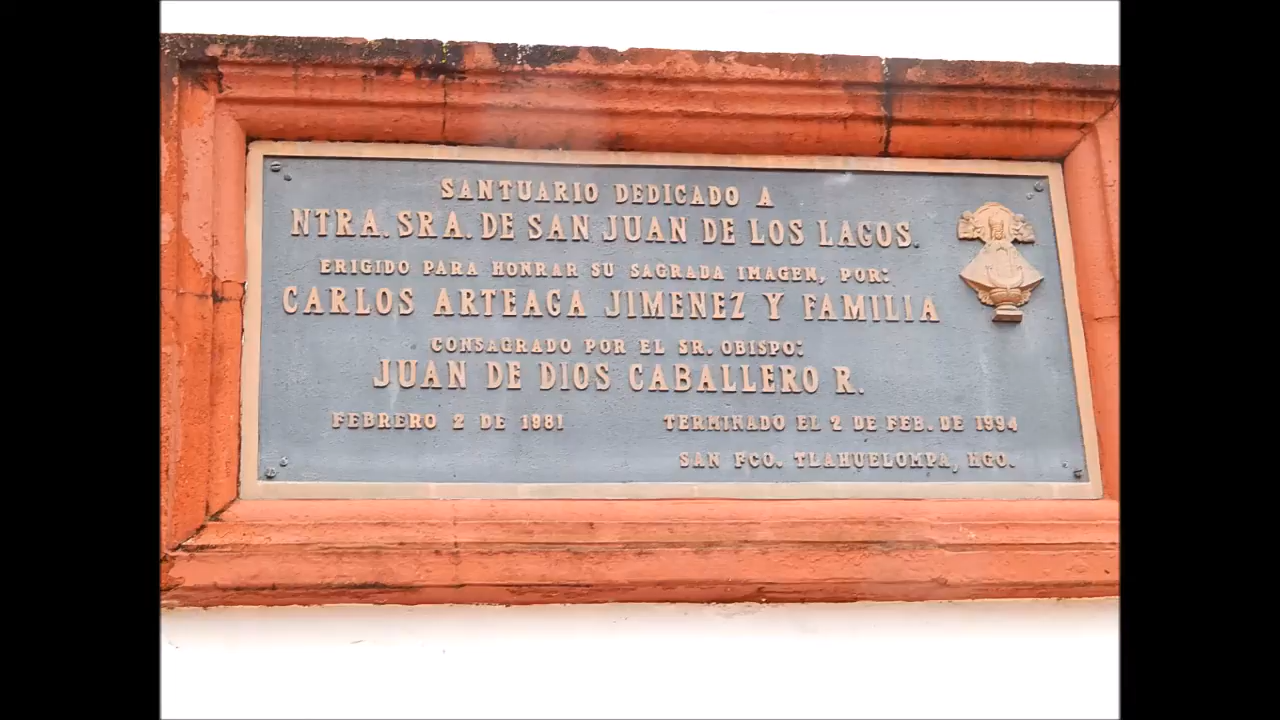 SANTUARIO DEDICADO A
NTRA. SRA. DE SAN JUAN DE LOS LAGOS.
ERIGIDO PARA HONRAR SU SAGRADA IMAGEN, POR:
CARLOS ARTEAGA JIMENEZ Y FAMILIA
CONSAGRADO POR EL SR. OBISPO:
JUAN DE DIOS CABALLERO R.
FEBRERO 2 DE 1981 TERMINADO EL 2 DE FEB. DE 1994
SAN FCO. TLAHUELOMPA, HGO.